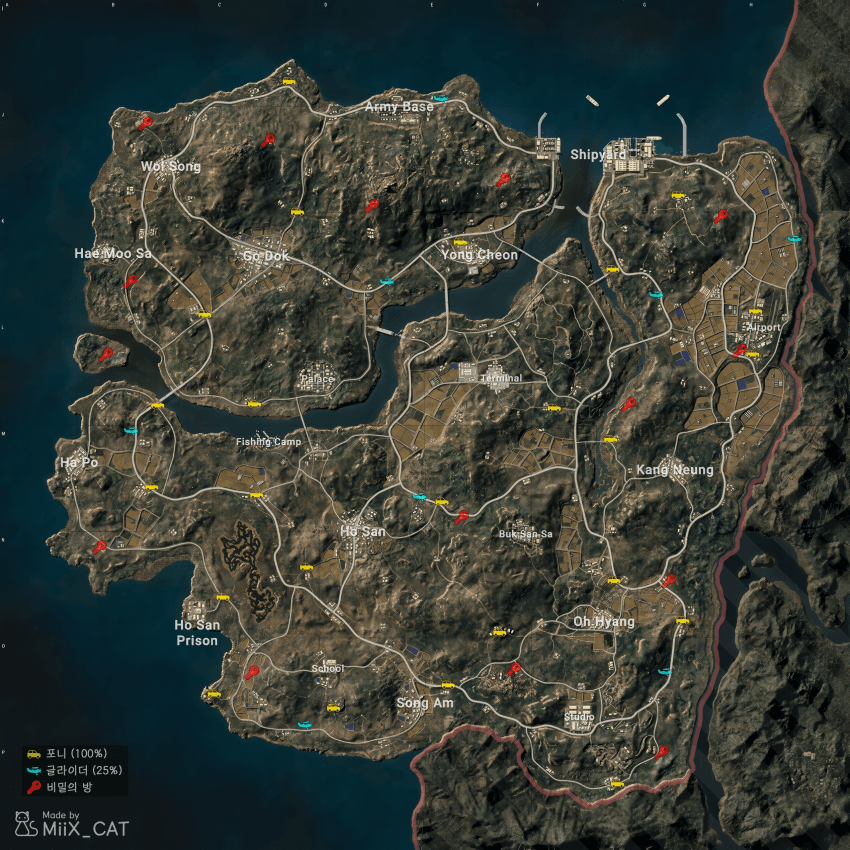 A B C D E F G H
J
Army Base
Shipyard
Wol Song
K
Hae Moo Sa
Go Dok
Yong Cheon
L
Airport
Palace
Terminal
M
Fishing Camp
Ha Po
Kang Neung
Ho San
Buk San Sa
N
Ho San
Prison
Oh Hyang
O
School
Song Am
Studio
P
포니 (100%)
글라이더 (25%)
비밀의 방
Made by
MiiX_CAT